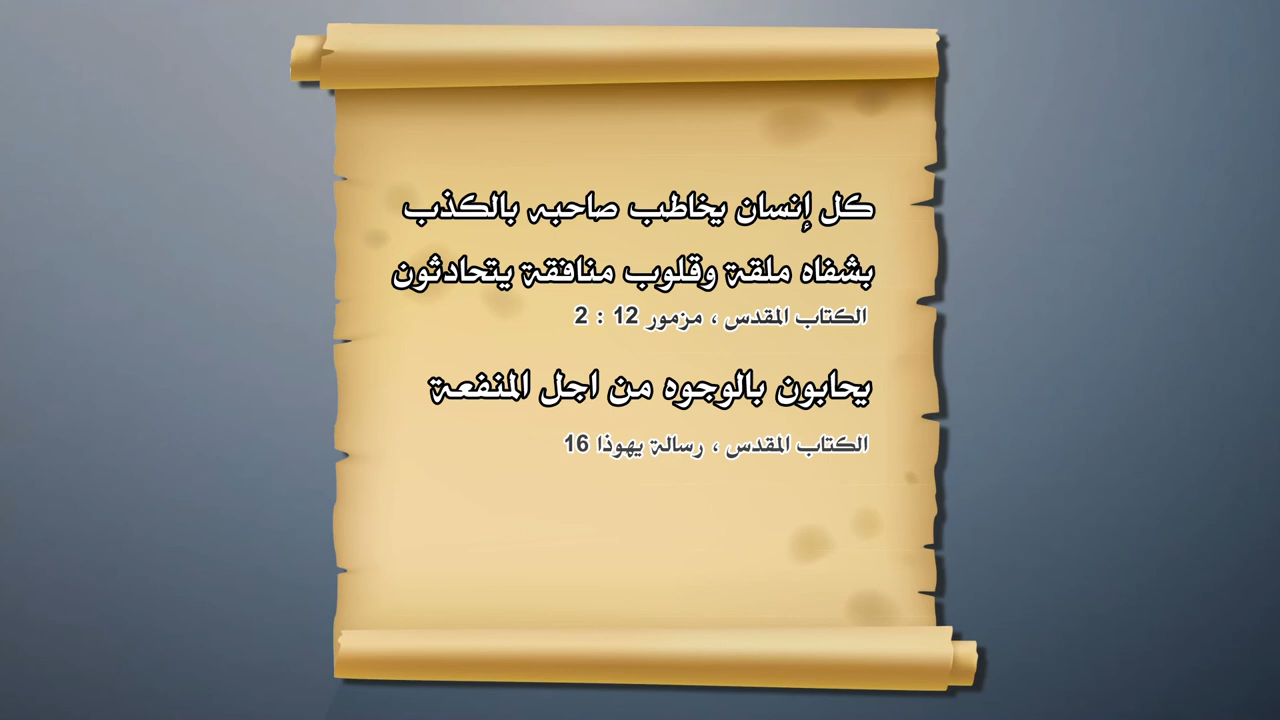 كل إنسان يخاطب صاحبه بالكذب
بشفاه ملقة وقلوب منافقة يتحادثون
الكتاب المقدس ، مزمور 12 : 2
يحابون بالوجوه من اجل المنفعة
الكتاب المقدس ، رسالة يهوذا 16